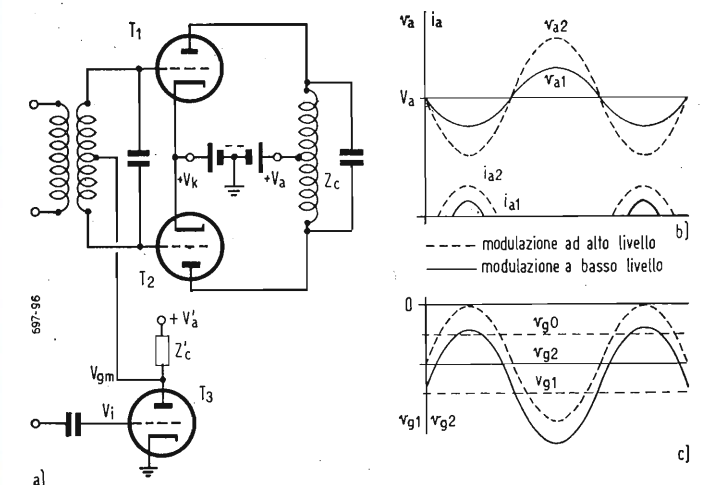 T1
T2
+Vk
+Va
Zc
697-96
+ V'a
Z'c
Vgm
T3
Vi
a)
va ia
va2
va1
Va
ia2
ia1
b)
modulazione ad alto livello
modulazione a basso livello
0
vg0
vg2
vg1
vg1 vg2
c)